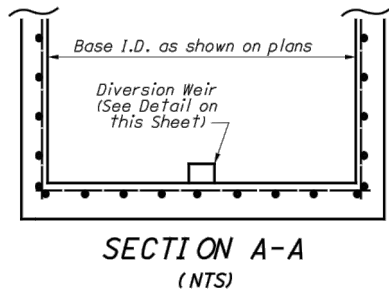 Base I.D. as shown on plans
Diversion Weir
(See Detail on
this Sheet)
SECTION A-A
(NTS)